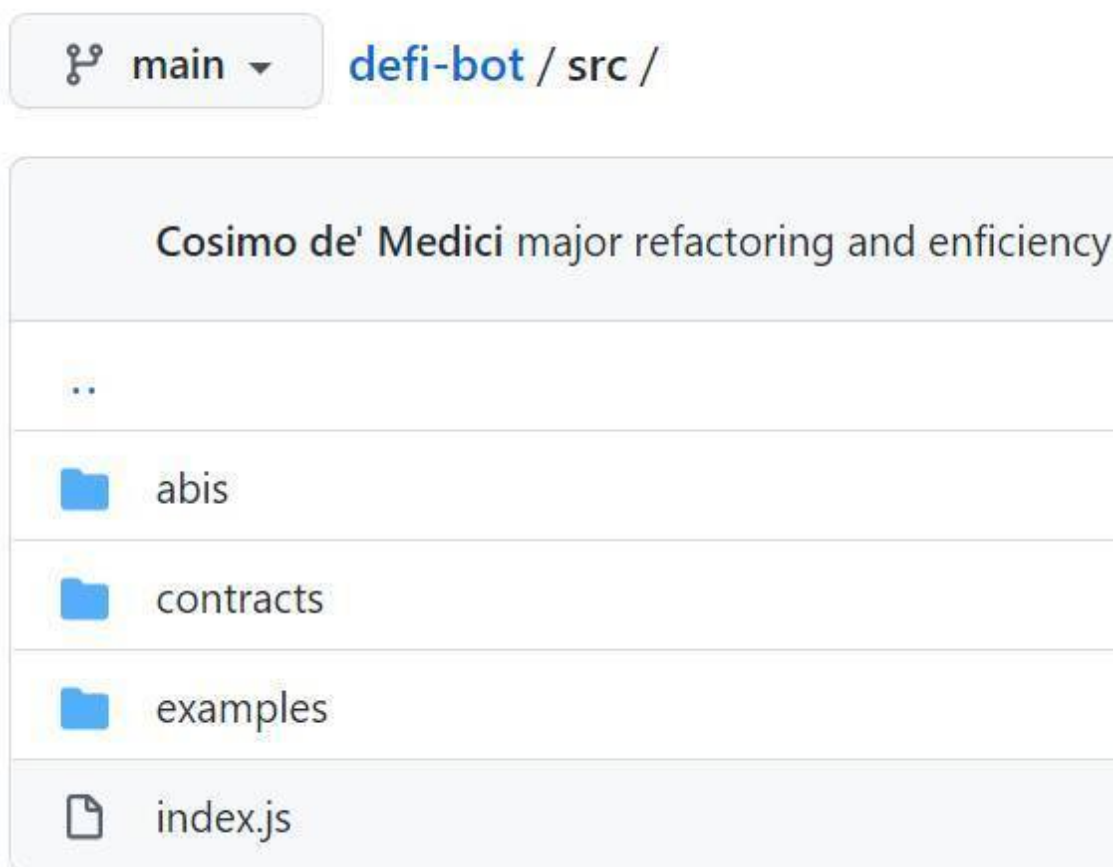 main
defi-bot / src /
Cosimo de' Medici major refactoring and enficiency
..
abis
contracts
examples
index.js